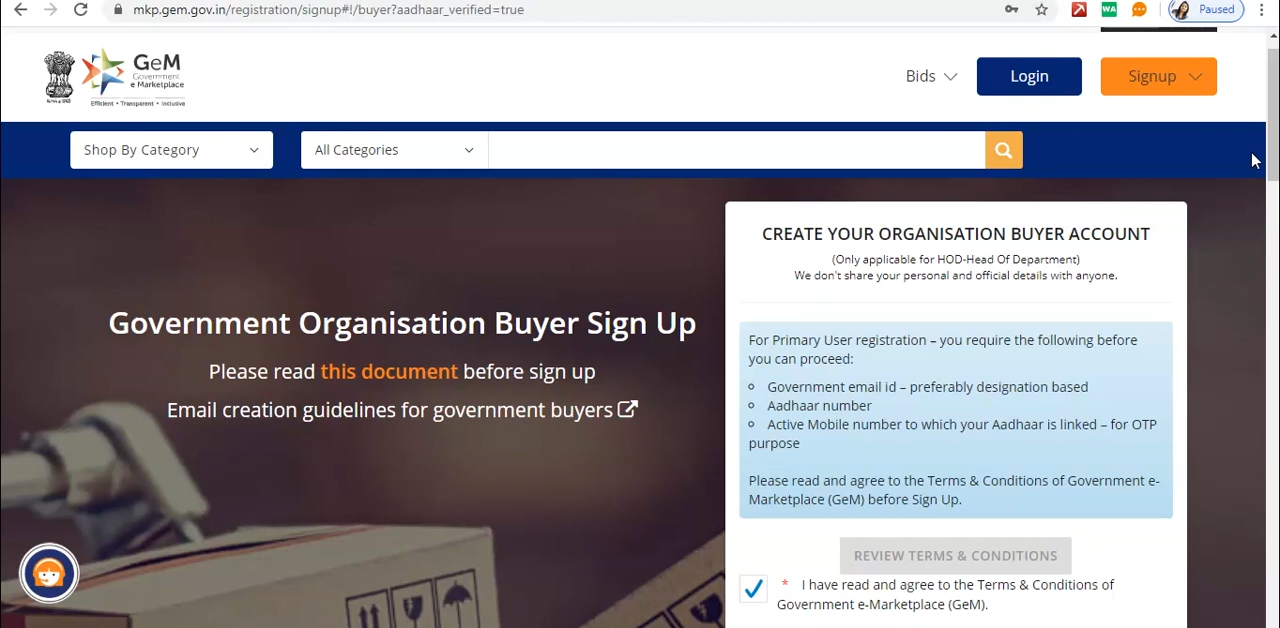 mkp.gem.gov.in/registration/signup#!/buyer?aadhaar_verified=true
WA
Paused
GeM
Government
e Marketplace
Efficient • Transparent • Inclusive
Bids
Login
Signup
Shop By Category
All Categories
CREATE YOUR ORGANISATION BUYER ACCOUNT
(Only applicable for HOD-Head Of Department)
We don't share your personal and official details with anyone.
Government Organisation Buyer Sign Up
Please read this document before sign up
Email creation guidelines for government buyers
For Primary User registration – you require the following before
you can proceed:
Government email id – preferably designation based
Aadhaar number
Active Mobile number to which your Aadhaar is linked – for OTP
purpose
Please read and agree to the Terms & Conditions of Government e-
Marketplace (GeM) before Sign Up.
REVIEW TERMS & CONDITIONS
* I have read and agree to the Terms & Conditions of
Government e-Marketplace (GeM).